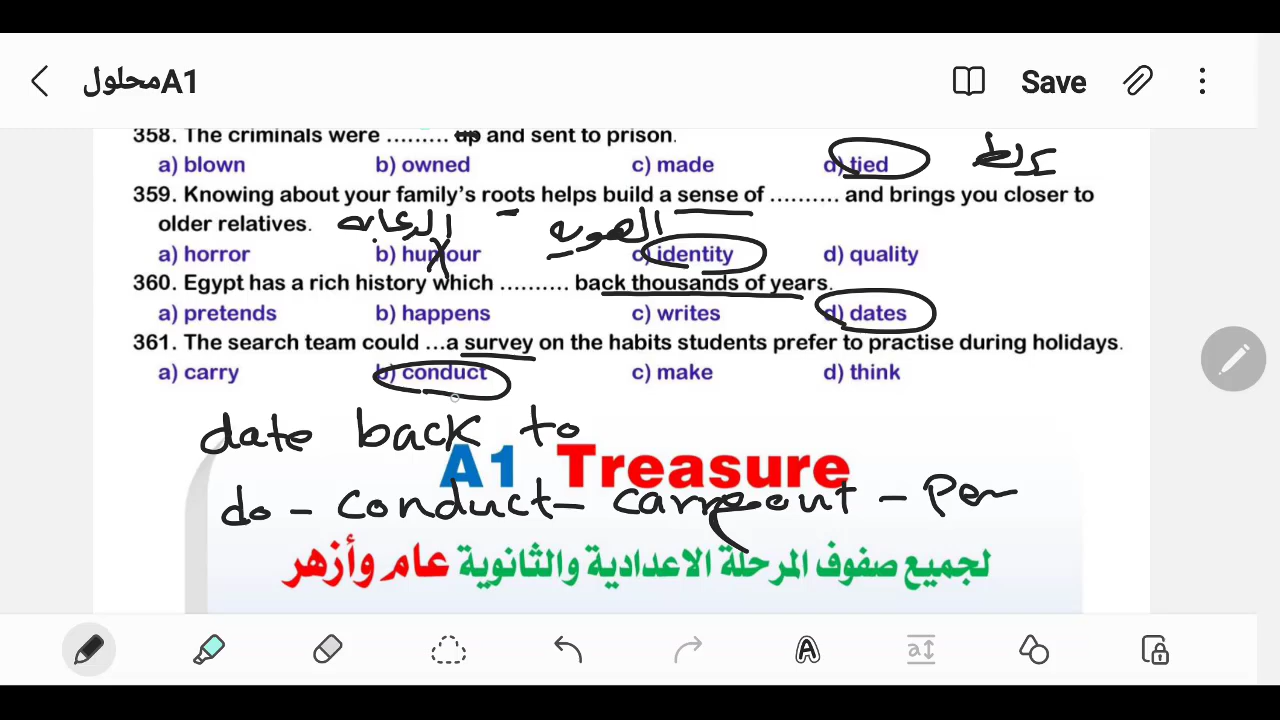 محلولA1 Save
358. The criminals were ......... up and sent to prison.
a) blown b) owned c) made d) tied ربط
359. Knowing about your family's roots helps build a sense of .......... and brings you closer to
older relatives. الهويه
a) horror b) humour c) identity d) quality
360. Egypt has a rich history which .......... back thousands of years.
a) pretends b) happens c) writes d) dates
361. The search team could ...a survey on the habits students prefer to practise during holidays.
a) carry b) conduct c) make d) think
date back to
A1 Treasure
do - conduct - carry out - Per
لجميع صفوف المرحلة الاعدادية والثانوية عام وأزهر